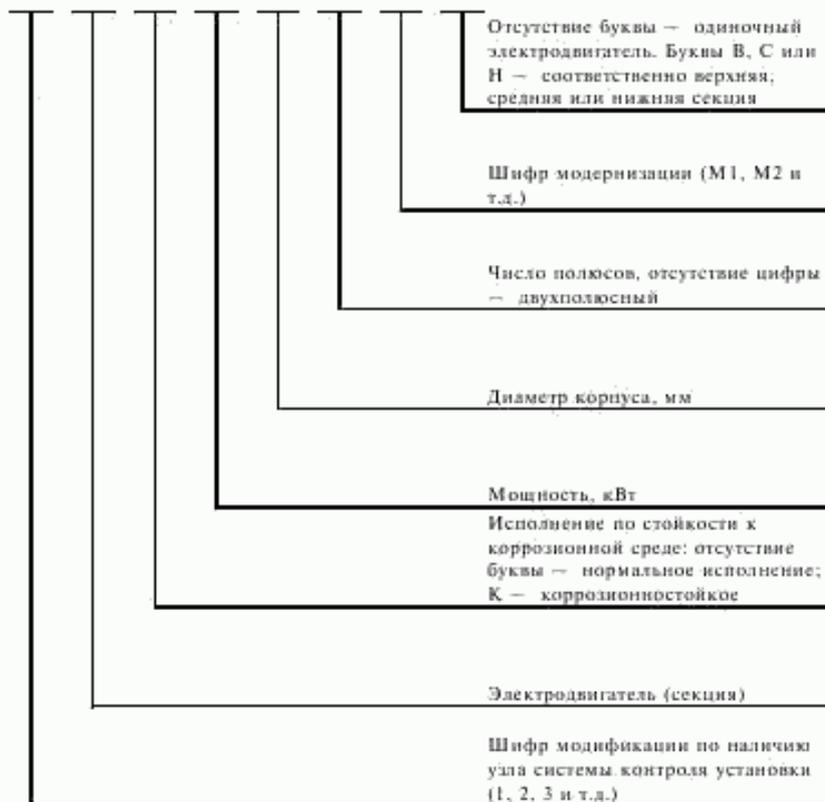 Отсутствие буквы — одиночный
электродвигатель. Буквы В, С или
Н — соответственно верхняя,
средняя или нижняя секция
Шифр модернизации (М1, М2 и
т.д.)
Число полюсов, отсутствие цифры
— двухполюсный
Диаметр корпуса, мм
Мощность, кВт
Исполнение по стойкости к
коррозионной среде: отсутствие
буквы — нормальное исполнение;
К — коррозионностойкое
Электродвигатель (секция)
Шифр модификации по наличию
узла системы контроля установки
(1, 2, 3 и т.д.)